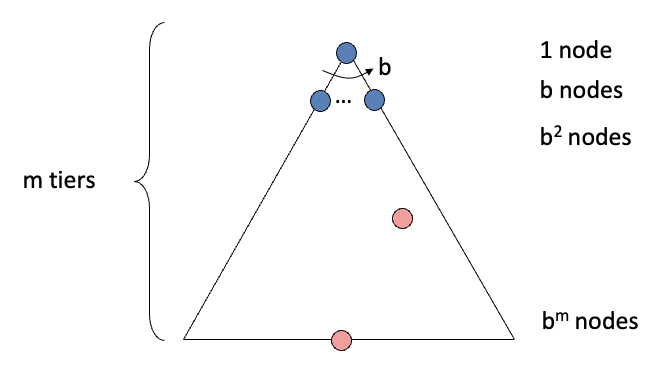 1 node
b
b nodes
...
b² nodes
m tiers
bᵐ nodes